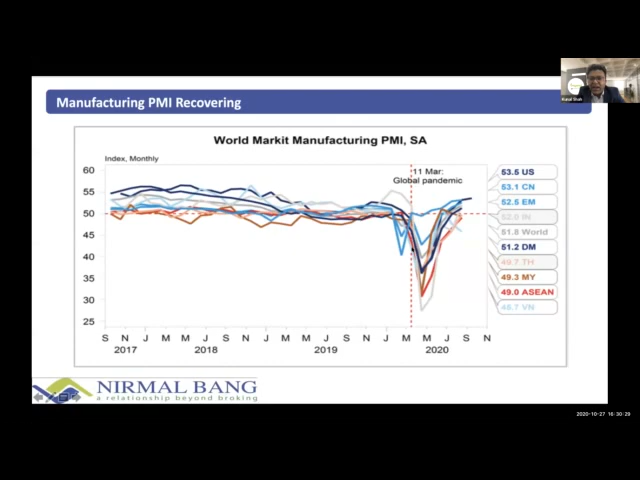 Manufacturing PMI Recovering
World Markit Manufacturing PMI, SA
Index, Monthly
11 Mar:
Global pandemic
60
55
50
45
40
35
30
25
S N J M M J S N J M M J S N J M M J S N
2017 2018 2019 2020
53.5 US
53.1 CN
52.5 EM
52.0 IN
51.8 World
51.2 DM
49.7 TH
49.3 MY
49.0 ASEAN
45.7 VN
NIRMAL BANG
a relationship beyond broking
2020-10-27 16:30:29